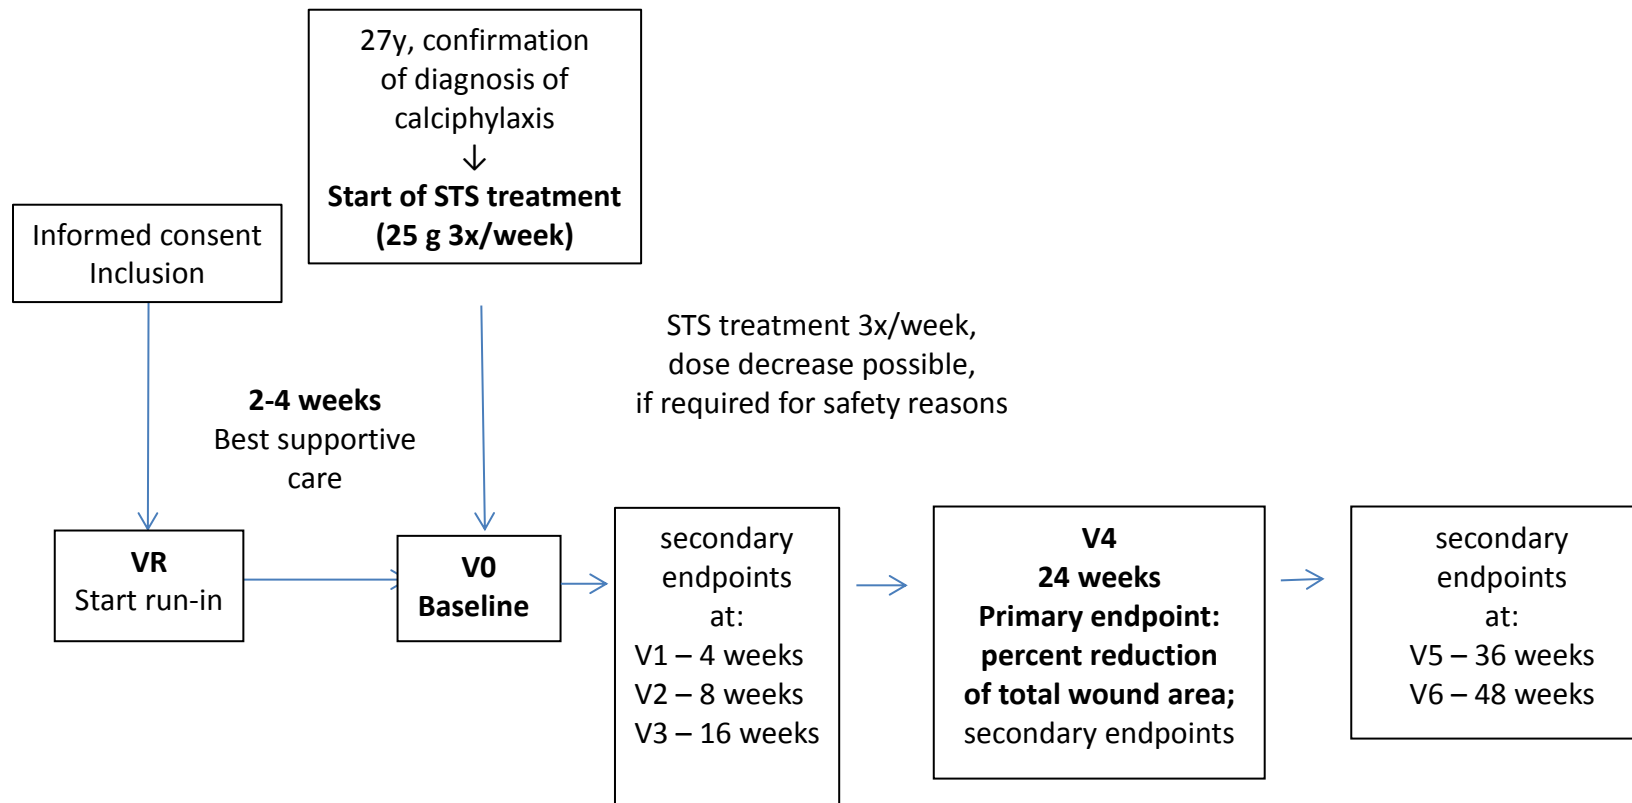 27y, confirmation
of diagnosis of
calciphylaxis
↓
Start of STS treatment
(25 g 3x/week)
Informed consent
Inclusion
STS treatment 3x/week,
dose decrease possible,
if required for safety reasons
2-4 weeks
Best supportive
care
VR
Start run-in
V0
Baseline
secondary
endpoints
at:
V1 – 4 weeks
V2 – 8 weeks
V3 – 16 weeks
V4
24 weeks
Primary endpoint:
percent reduction
of total wound area;
secondary endpoints
secondary
endpoints
at:
V5 – 36 weeks
V6 – 48 weeks